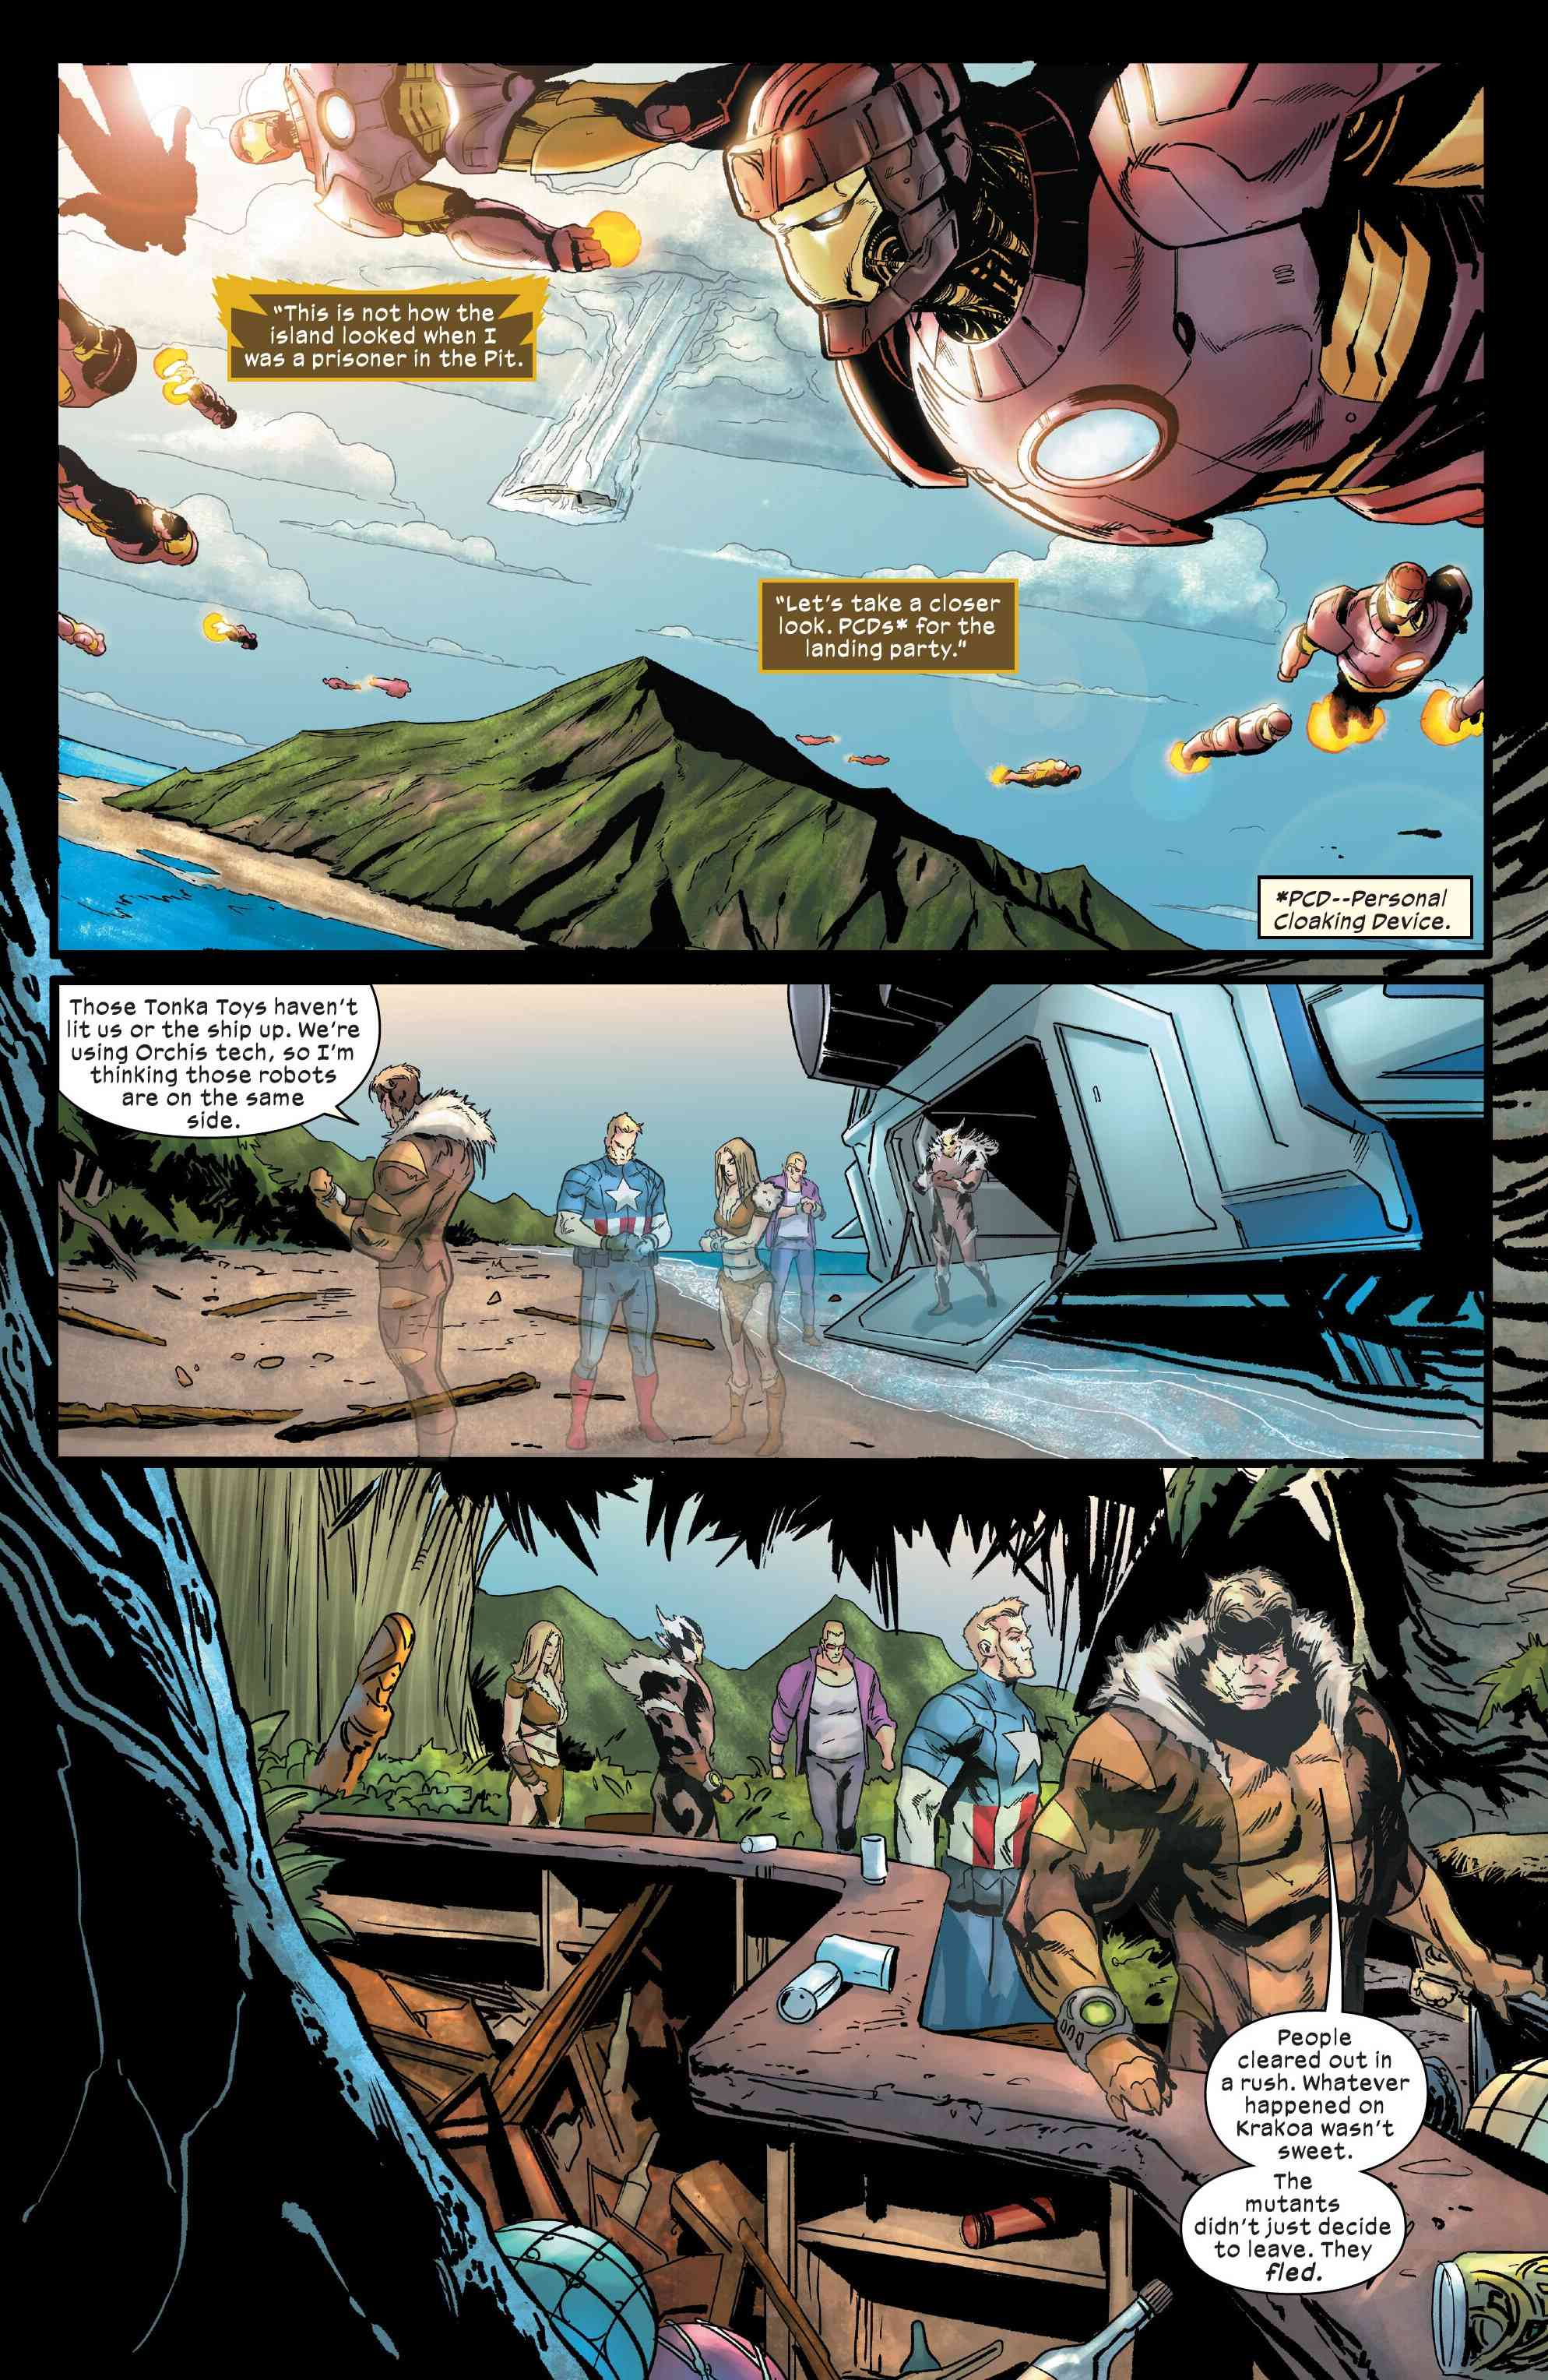 "This is not how the
island looked when I
was a prisoner in the Pit.
"Let's take a closer
look. PCDs* for the
landing party."
*PCD--Personal
Cloaking Device.
Those Tonka Toys haven't
lit us or the ship up. We're
using Orchis tech, so I'm
thinking those robots
are on the same
side.
People
cleared out in
a rush. Whatever
happened on
Krakoa wasn't
sweet.
The
mutants
didn't just decide
to leave. They
fled.